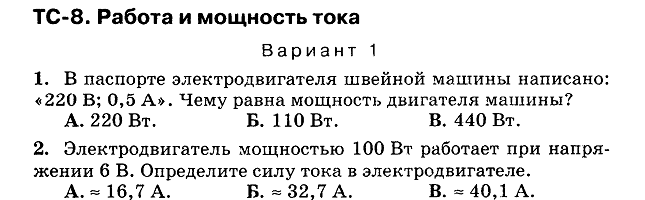 ТС-8. Работа и мощность тока
Вариант 1
1. В паспорте электродвигателя швейной машины написано:
«220 В; 0,5 А». Чему равна мощность двигателя машины?
А. 220 Вт. Б. 110 Вт. В. 440 Вт.
2. Электродвигатель мощностью 100 Вт работает при напря-
жении 6 В. Определите силу тока в электродвигателе.
А. ≈ 16,7 А. Б. ≈ 32,7 А. В. ≈ 40,1 А.